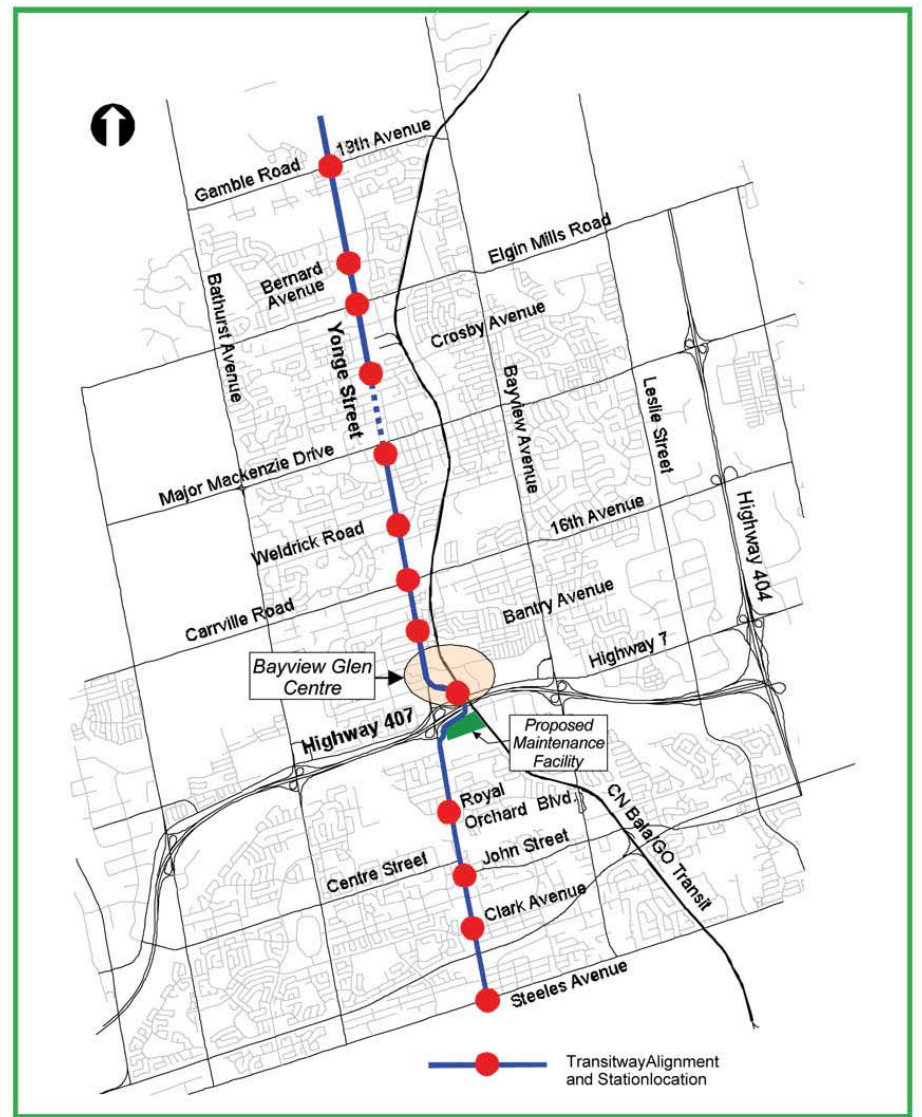 19th Avenue
Gamble Road
Elgin Mills Road
Bernard
Avenue
Bathurst Avenue
Yonge Street
Crosby Avenue
Bayview Avenue
Leslie Street
Major Mackenzie Drive
Highway 404
16th Avenue
Weldrick Road
Carrville Road
Bantry Avenue
Highway 7
Bayview Glen
Centre
Highway 407
Proposed
Maintenance
Facility
Royal
Orchard Blvd.
CN Bala/GO Transit
John Street
Centre Street
Clark Avenue
Steeles Avenue
TransitwayAlignment
and Stationlocation